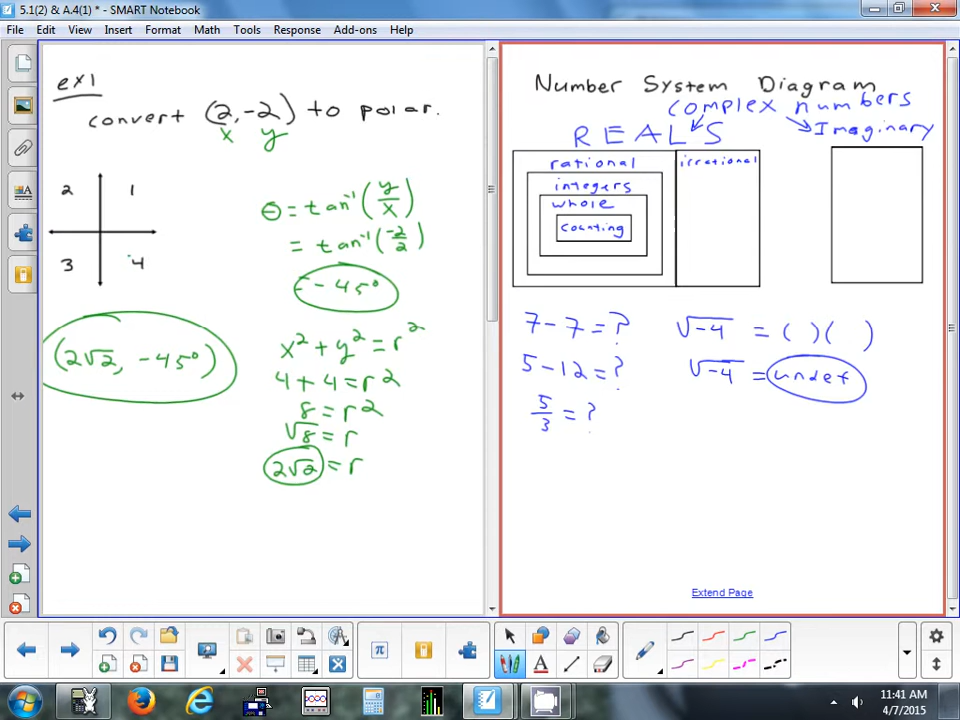 5.1(2) & A.4(1) * - SMART Notebook
File Edit View Insert Format Math Tools Response Add-ons Help
ex1
convert (2,-2) to polar.
x y
2 1
3 4
θ = tan⁻¹(y/x)
= tan⁻¹(-2/2)
= -45°
(2√2, -45°)
x² + y² = r²
4 + 4 = r²
8 = r²
√8 = r
2√2 = r
Number System Diagram
complex numbers
REAL'S Imaginary
rational irrational
integers
whole
counting
7-7=?
5-12=?
5/3 = ?
√-4 = ( )( )
√-4 = undef
Extend Page
11:41 AM
4/7/2015